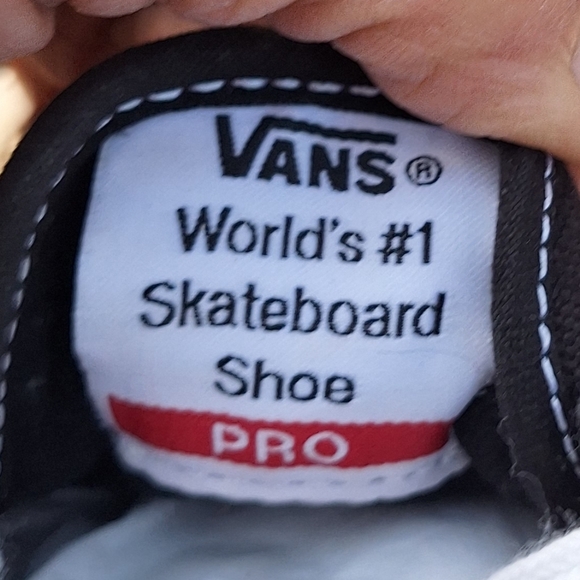 VANS®
World's #1
Skateboard
Shoe
PRO